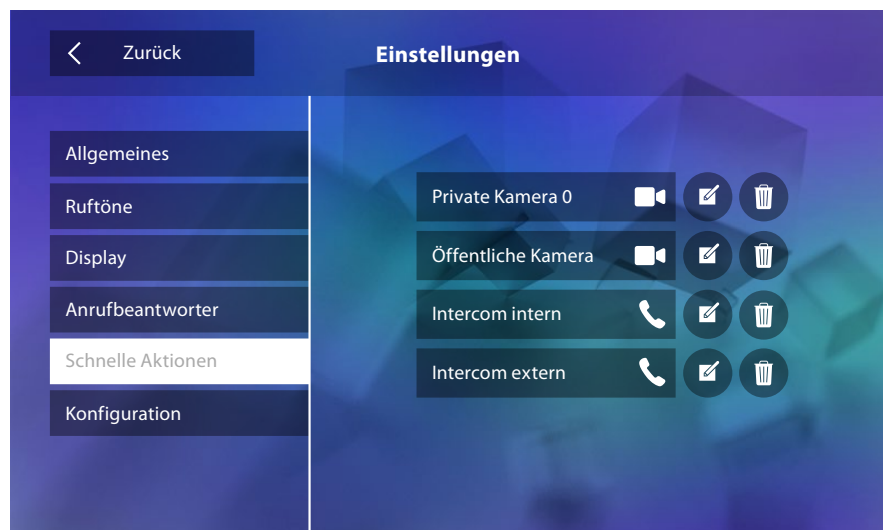 Zurück
Einstellungen
Allgemeines
Ruftöne
Display
Anrufbeantworter
Schnelle Aktionen
Konfiguration
Private Kamera 0
Öffentliche Kamera
Intercom intern
Intercom extern